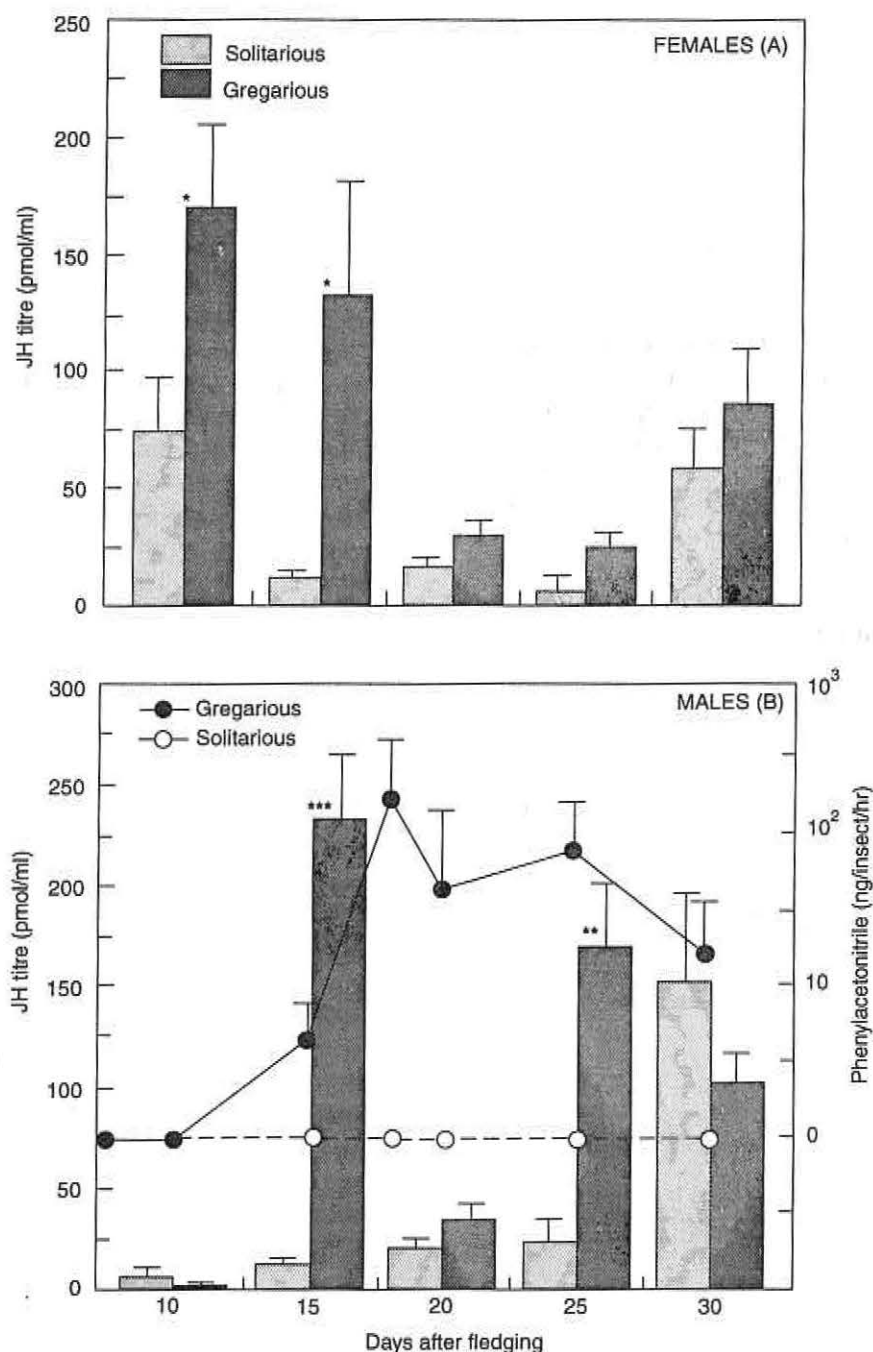 250
Solitarious
FEMALES (A)
Gregarious
200
*
*
150
100
50
0
JH titre (pmol/ml)
300
Gregarious
MALES (B)
10³
Solitarious
250
***
200
10²
**
150
10
100
0
50
0
JH titre (pmol/ml)
Phenylacetonitrile (ng/insect/hr)
10 15 20 25 30
Days after fledging